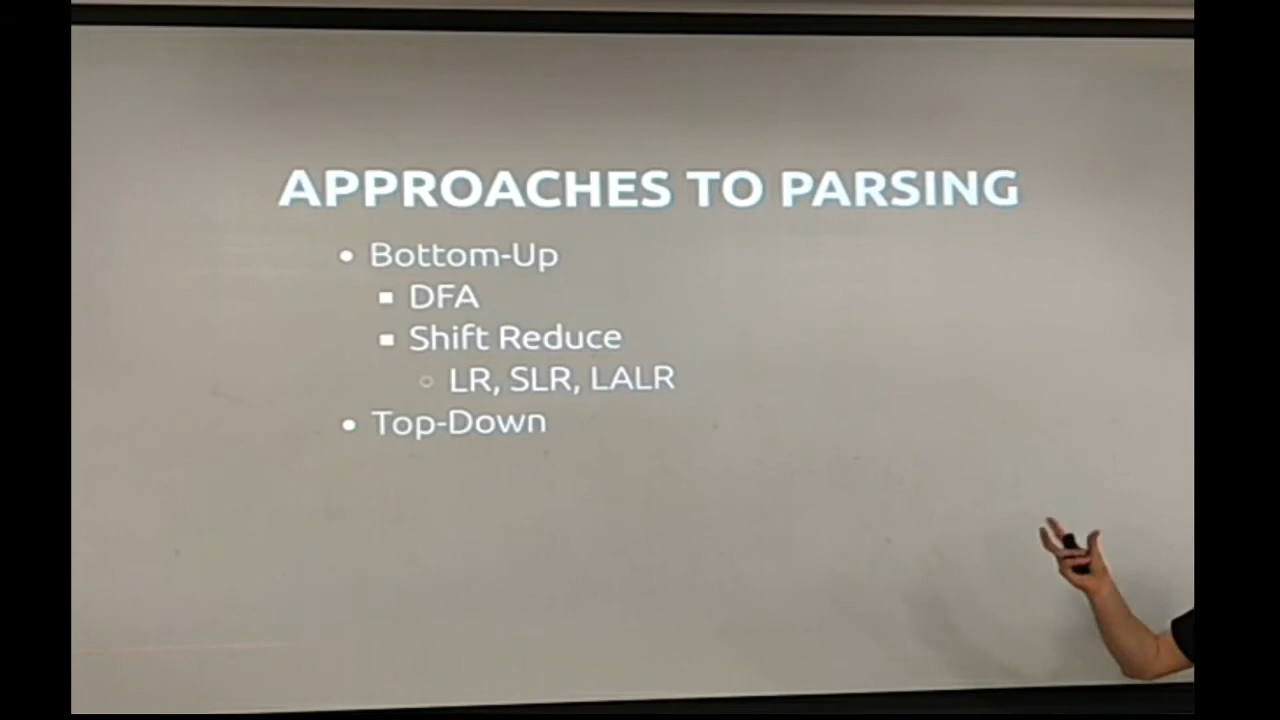 APPROACHES TO PARSING
Bottom-Up
DFA
Shift Reduce
LR, SLR, LALR
Top-Down